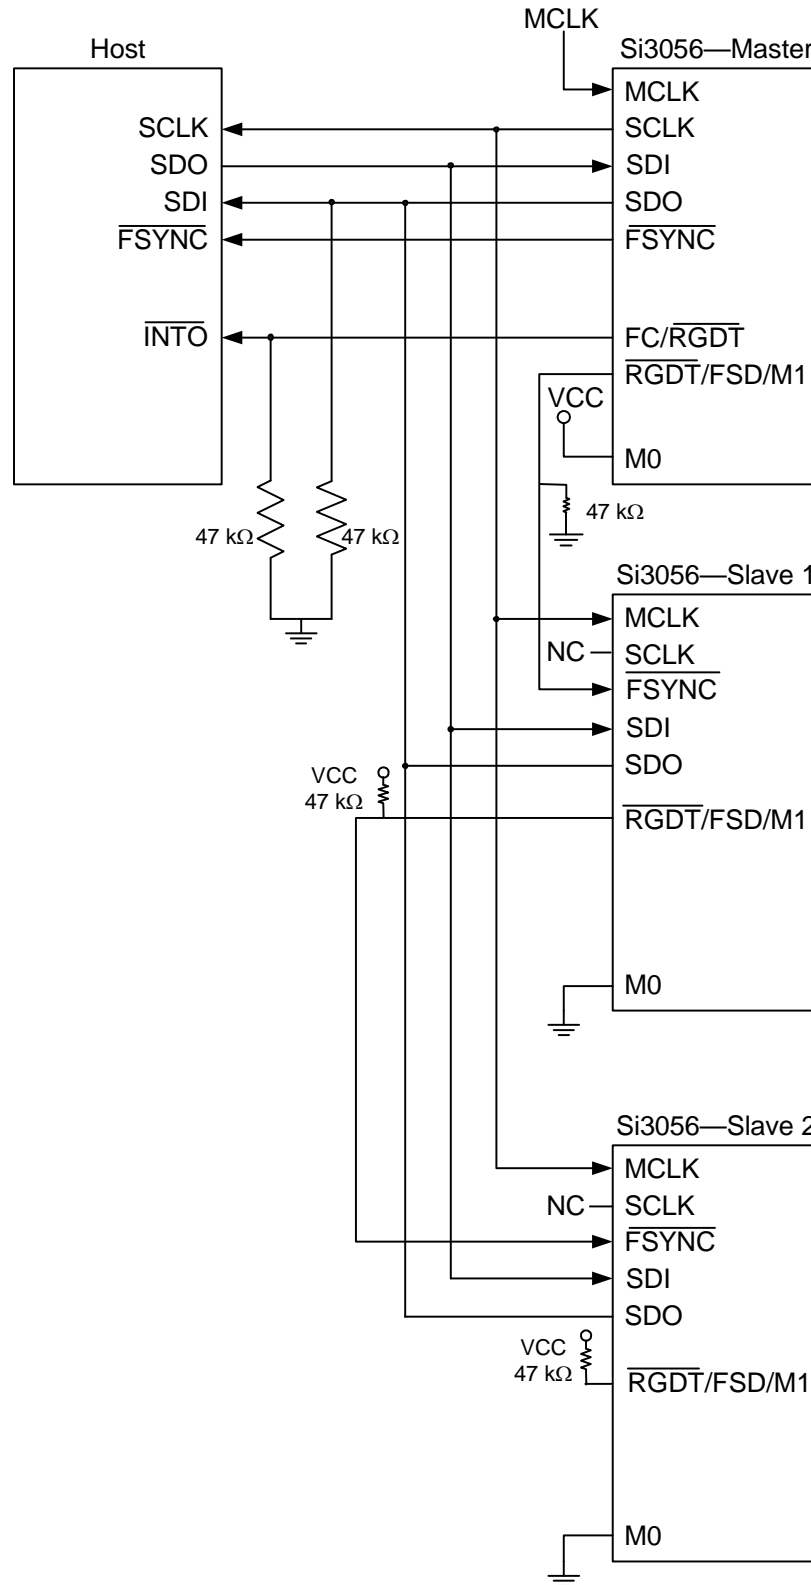 MCLK
Host
Si3056—Master
MCLK
SCLK
SCLK
SDO
SDI
SDI
SDO
FSYNC
FSYNC
INTO
FC/RGDT
RGDT/FSD/M1
VCC
M0
47 kΩ
47 kΩ
47 kΩ
Si3056—Slave 1
MCLK
NC
SCLK
FSYNC
SDI
SDO
VCC
47 kΩ
RGDT/FSD/M1
M0
Si3056—Slave 2
MCLK
NC
SCLK
FSYNC
SDI
SDO
VCC
47 kΩ
RGDT/FSD/M1
M0